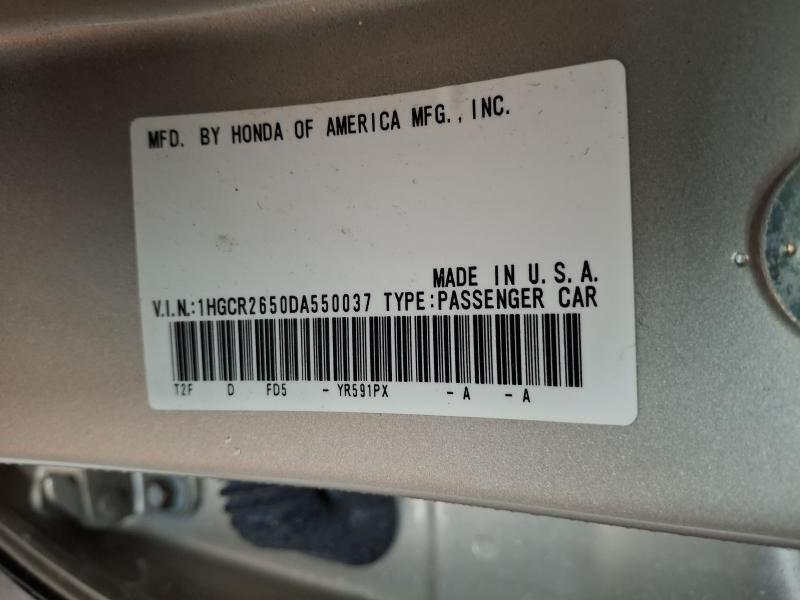 MFD. BY HONDA OF AMERICA MFG., INC.
MADE IN U.S.A.
V.I.N.:1HGCR2650DA550037 TYPE:PASSENGER CAR
T2F D FD5 - YR591PX - A - A